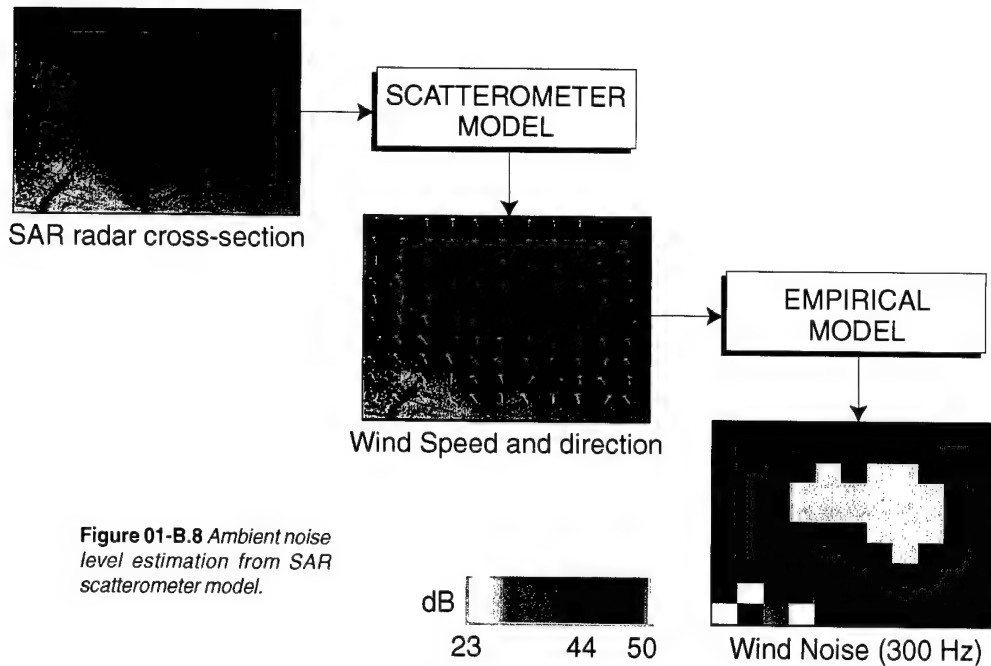 SCATTEROMETER
MODEL
SAR radar cross-section
EMPIRICAL
MODEL
Wind Speed and direction
Figure 01-B.8 Ambient noise
level estimation from SAR
scatterometer model.
dB
23 44 50
Wind Noise (300 Hz)